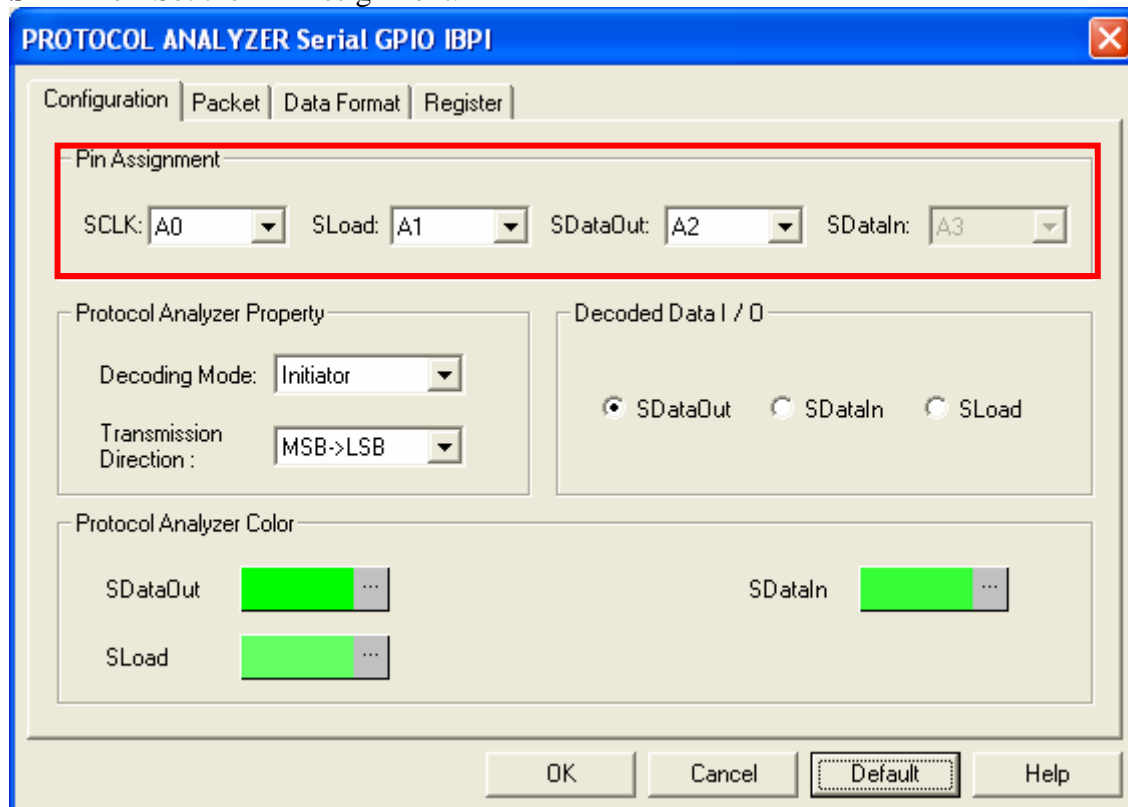 PROTOCOL ANALYZER Serial GPIO IBPI
Configuration Packet Data Format Register
Pin Assignment
SCLK: A0 SLoad: A1 SDataOut: A2 SDataIn: A3
Protocol Analyzer Property
Decoding Mode: Initiator
Transmission Direction : MSB->LSB
Decoded Data I / O
SDataOut SDataIn SLoad
Protocol Analyzer Color
SDataOut ... SDataIn ...
SLoad ...
OK Cancel Default Help